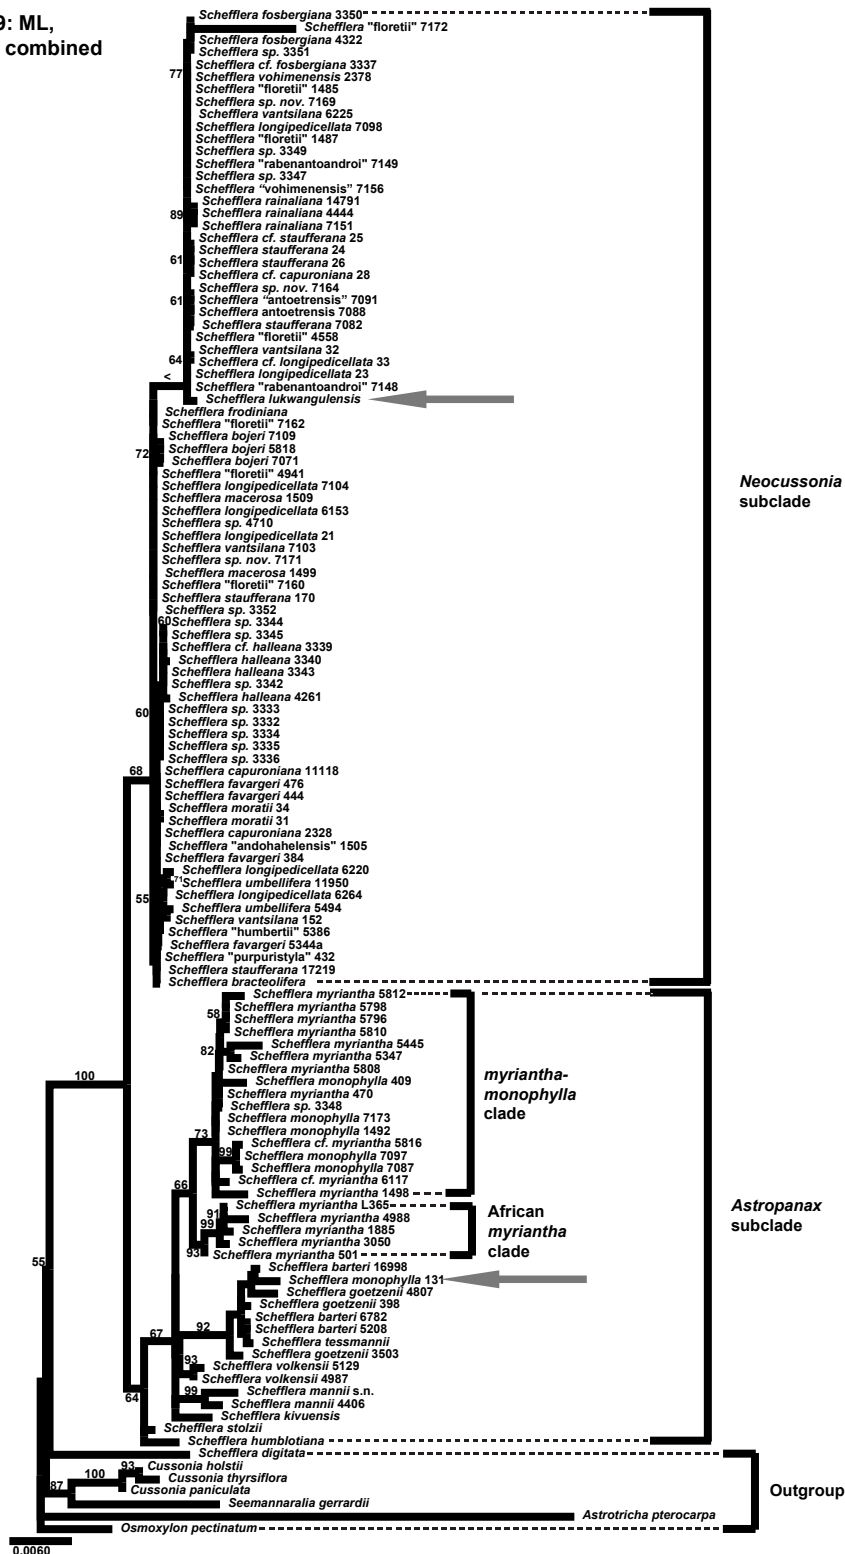 9: ML,
combined
Schefflera fosbergiana 3350
Schefflera "floretii" 7172
Schefflera fosbergiana 4322
Schefflera sp. 3351
Schefflera cf. fosbergiana 3337
77
Schefflera vohimenensis 2378
Schefflera "floretii" 1485
Schefflera sp. nov. 7169
Schefflera vantsilana 6225
Schefflera longipedicellata 7098
Schefflera "floretii" 1487
Schefflera sp. 3349
Schefflera "rabenantoandroi" 7149
Schefflera sp. 3347
Schefflera “vohimenensis” 7156
Schefflera rainaliana 14791
89
Schefflera rainaliana 4444
Schefflera rainaliana 7151
Schefflera cf. staufferana 25
Schefflera staufferana 24
61
Schefflera staufferana 26
Schefflera cf. capuroniana 28
Schefflera sp. nov. 7164
61
Schefflera “antoetrensis” 7091
Schefflera antoetrensis 7088
Schefflera staufferana 7082
Schefflera "floretii" 4558
Schefflera vantsilana 32
64
Schefflera cf. longipedicellata 33
<
Schefflera longipedicellata 23
Schefflera "rabenantoandroi" 7148
Schefflera lukwangulensis
Schefflera frodiniana
Schefflera "floretii" 7162
Schefflera bojeri 7109
72
Schefflera bojeri 5818
Schefflera bojeri 7071
Schefflera "floretii" 4941
Schefflera longipedicellata 7104
Schefflera macerosa 1509
Schefflera longipedicellata 6153
Schefflera sp. 4710
Schefflera longipedicellata 21
Schefflera vantsilana 7103
Schefflera sp. nov. 7171
Schefflera macerosa 1499
Schefflera "floretii" 7160
Schefflera staufferana 170
Schefflera sp. 3352
60
Schefflera sp. 3344
Schefflera sp. 3345
Schefflera cf. halleana 3339
Schefflera halleana 3340
Schefflera halleana 3343
Schefflera sp. 3342
Schefflera halleana 4261
60
Schefflera sp. 3333
Schefflera sp. 3332
Schefflera sp. 3334
Schefflera sp. 3335
Schefflera sp. 3336
68
Schefflera capuroniana 11118
Schefflera favargeri 476
Schefflera favargeri 444
Schefflera moratii 34
Schefflera moratii 31
Schefflera capuroniana 2328
Schefflera "andohahelensis" 1505
Schefflera favargeri 384
Schefflera longipedicellata 6220
71
Schefflera umbellifera 11950
55
Schefflera longipedicellata 6264
Schefflera umbellifera 5494
Schefflera vantsilana 152
Schefflera "humbertii" 5386
Schefflera favargeri 5344a
Schefflera "purpuristyla" 432
Schefflera staufferana 17219
Schefflera bracteolifera
Neocussonia
subclade
Schefflera myriantha 5812
58
Schefflera myriantha 5798
Schefflera myriantha 5796
Schefflera myriantha 5810
82
Schefflera myriantha 5445
Schefflera myriantha 5347
Schefflera myriantha 5808
100
Schefflera monophylla 409
Schefflera myriantha 470
Schefflera sp. 3348
Schefflera monophylla 7173
Schefflera monophylla 1492
73
99
Schefflera cf. myriantha 5816
Schefflera monophylla 7097
Schefflera monophylla 7087
Schefflera cf. myriantha 6117
66
Schefflera myriantha 1498
myriantha-
monophylla
clade
Schefflera myriantha L365
91
Schefflera myriantha 4988
99
Schefflera myriantha 1885
Schefflera myriantha 3050
93
Schefflera myriantha 501
African
myriantha
clade
Astropanax
subclade
55
Schefflera barteri 16998
Schefflera monophylla 131
Schefflera goetzenii 4807
Schefflera goetzenii 398
Schefflera barteri 6782
92
Schefflera barteri 5208
67
Schefflera tessmannii
Schefflera goetzenii 3503
93
Schefflera volkensii 5129
Schefflera volkensii 4987
99
Schefflera mannii s.n.
64
Schefflera mannii 4406
Schefflera kivuensis
Schefflera stolzii
Schefflera humblotiana
Schefflera digitata
93
Cussonia holstii
100
Cussonia thyrsiflora
87
Cussonia paniculata
Seemannaralia gerrardii
Astrotricha pterocarpa
Osmoxylon pectinatum
Outgroup
0.0060